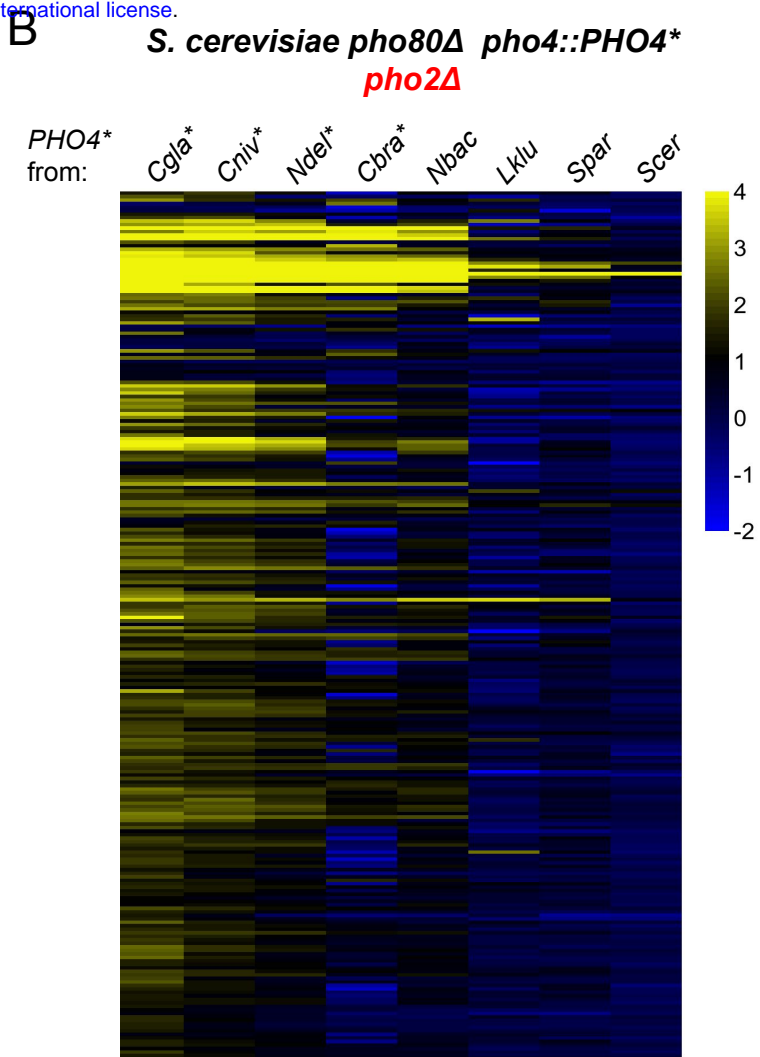 ternational license.
B
S. cerevisiae pho80Δ pho4::PHO4*
pho2Δ
PHO4*
from:
Cgla*
Cniv*
Ndel*
Cbra*
Nbac
Lklu
Spar
Scer
4
3
2
1
0
-1
-2